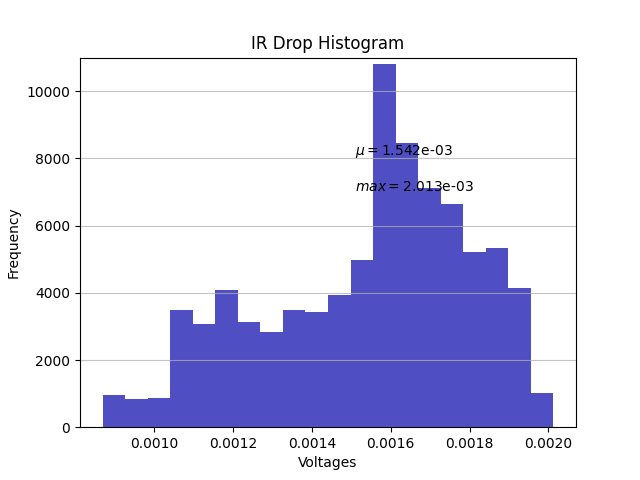 IR Drop Histogram
10000
8000
6000
4000
2000
0
Frequency
μ = 1.542e-03
max = 2.013e-03
0.0010 0.0012 0.0014 0.0016 0.0018 0.0020
Voltages